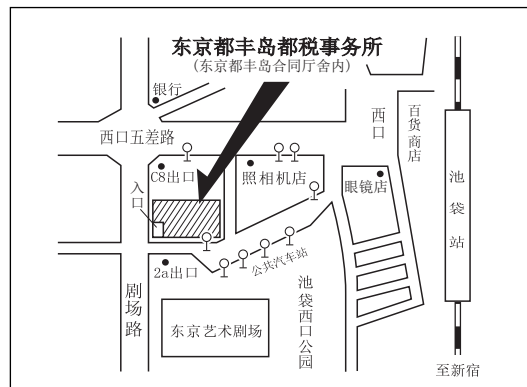 东京都丰岛都税事务所
(东京都丰岛合同厅舍内)
银行
西口五差路
西口
百货商店
C8出口
照相机店
眼镜店
入口
池袋站
2a出口
公共汽车站
剧场路
东京艺术剧场
池袋西口公园
至新宿